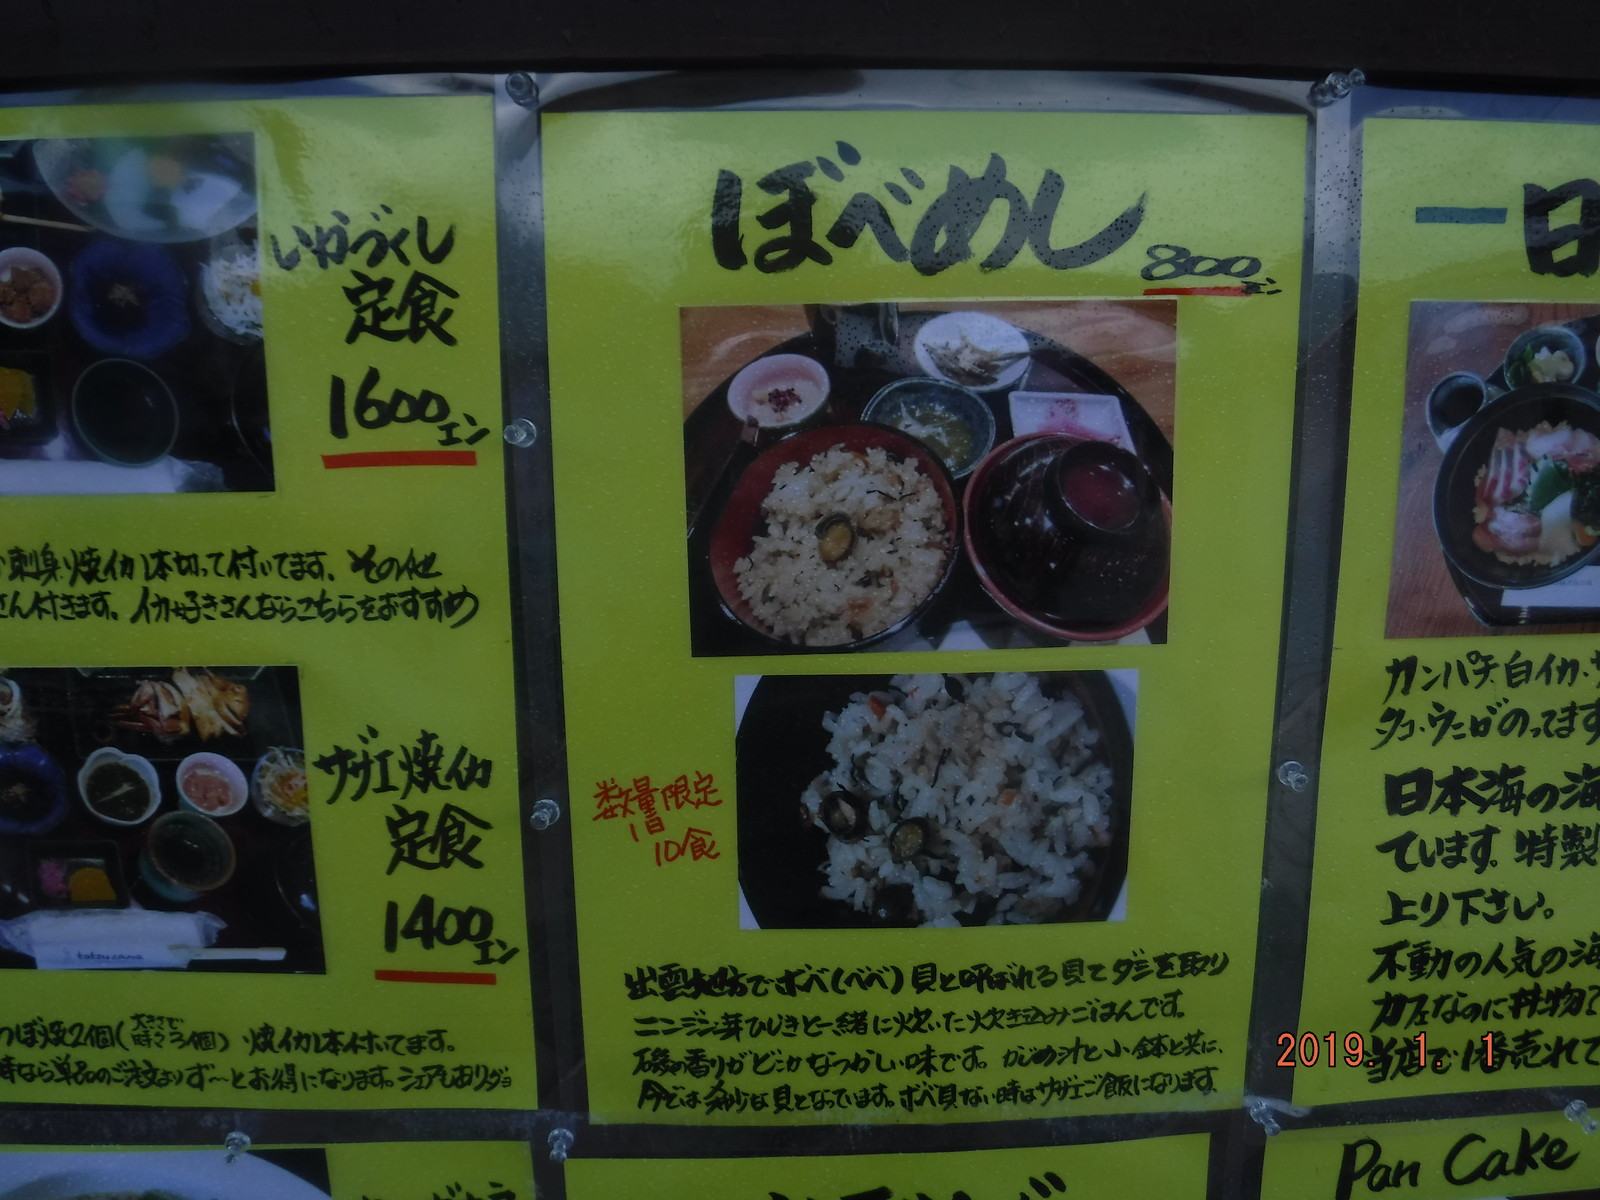 いかづくし
定食
1600エン
刺身、焼イカ1本切って付いてます。その他
さん付きます。イカ好きさんならこちらをおすすめ
サザエ焼イカ
定食
1400エン
tatsu
つぼ焼2個(大きさで時々3個)、焼イカ1本付いてます。
時なら単品のご注文よりず〜とお得になります。シェアもありダョ
ぼべめし
800エン
数量限定
1日
10食
出雲地方でボベ(べべ)貝と呼ばれる貝でダシを取り
ニンジン、芽ひじきと一緒に炊いた炊き込みごはんです。
磯の香りがどこかなつかしい味です。かじめ汁と小鉢と共に、
今では希少な貝となっています。ボベ貝ない時はサザエご飯になります
一日
カンパチ、白イカ・サ
タコ・ウニがのってます
日本海の海
ています。特製
上り下さい。
不動の人気の海
カフェなのに丼物で
当店で1番売れて
2019. 1. 1
Pan Cake